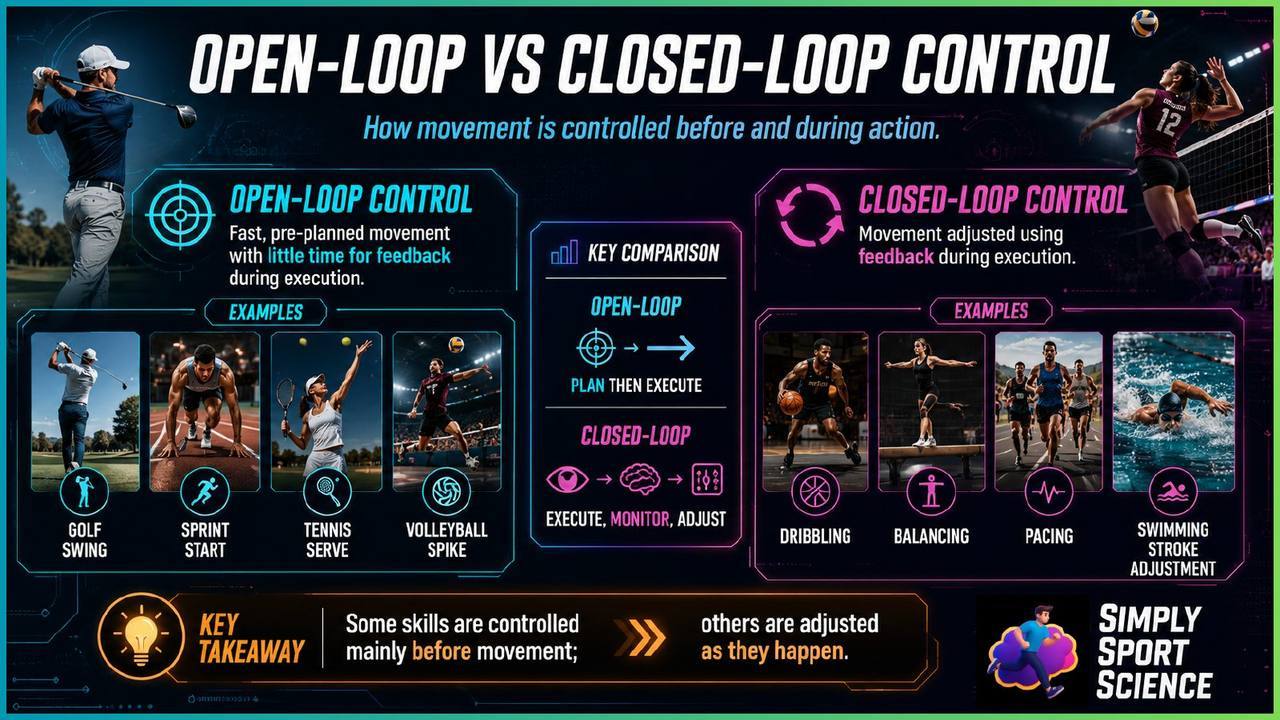 OPEN-LOOP VS CLOSED-LOOP CONTROL
How movement is controlled before and during action.
12
OPEN-LOOP CONTROL
Fast, pre-planned movement
with little time for feedback
during execution.
EXAMPLES
GOLF
SWING
SPRINT
START
TENNIS
SERVE
VOLLEYBALL
SPIKE
KEY COMPARISON
OPEN-LOOP
PLAN THEN EXECUTE
CLOSED-LOOP
EXECUTE, MONITOR, ADJUST
CLOSED-LOOP CONTROL
Movement adjusted using
feedback during execution.
EXAMPLES
DRIBBLING
BALANCING
PACING
SWIMMING
STROKE
ADJUSTMENT
KEY
TAKEAWAY
Some skills are controlled
mainly before movement;
others are adjusted
as they happen.
SIMPLY
SPORT
SCIENCE